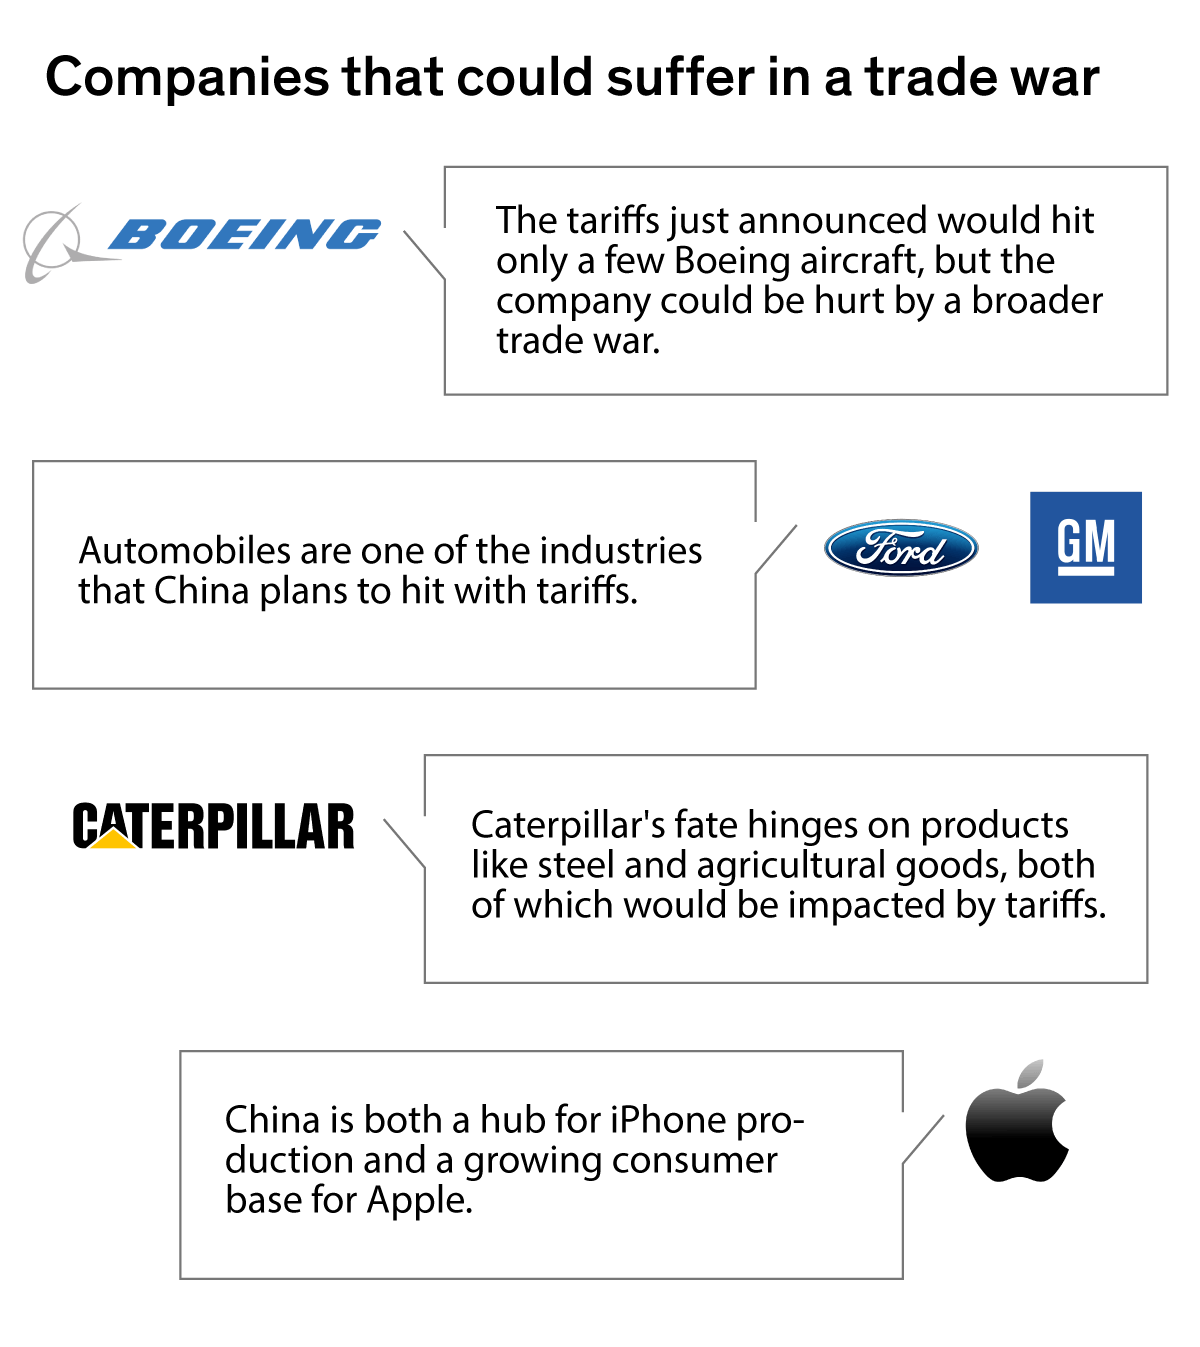 Companies that could suffer in a trade war
BOEING
The tariffs just announced would hit
only a few Boeing aircraft, but the
company could be hurt by a broader
trade war.
Automobiles are one of the industries
that China plans to hit with tariffs.
Ford
GM
CATERPILLAR
Caterpillar's fate hinges on products
like steel and agricultural goods, both
of which would be impacted by tariffs.
China is both a hub for iPhone pro-
duction and a growing consumer
base for Apple.